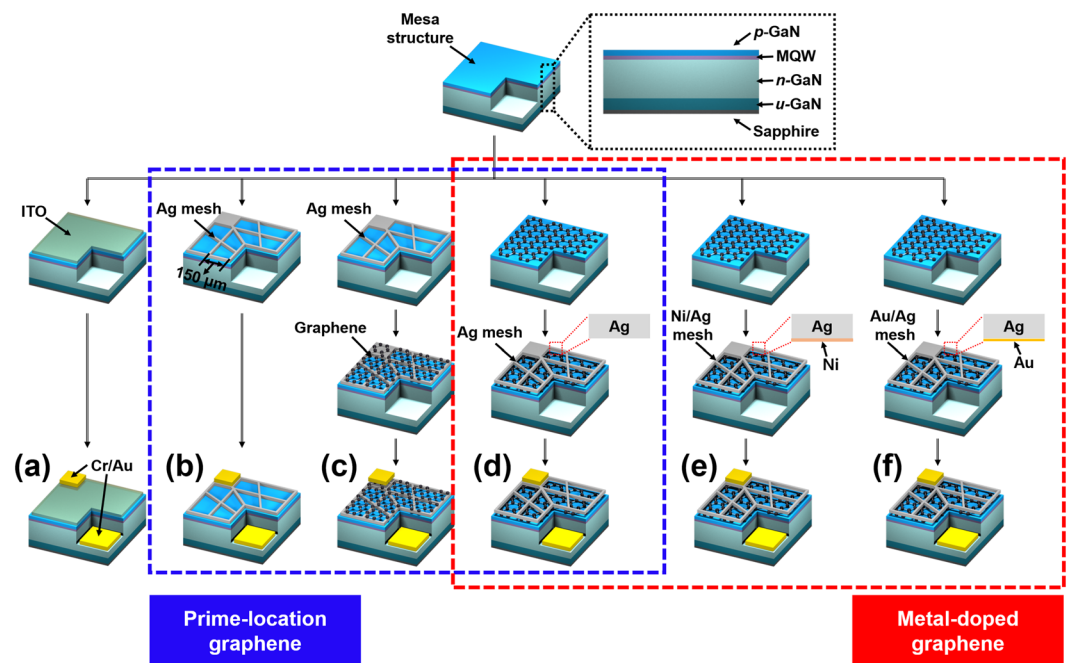 Mesa
structure
p-GaN
MQW
n-GaN
u-GaN
Sapphire
ITO
Ag mesh
150 μm
Ag mesh
Graphene
Ag mesh
Ag
Ni/Ag
mesh
Ag
Ni
Au/Ag
mesh
Ag
Au
(a)
Cr/Au
(b)
(c)
(d)
(e)
(f)
Prime-location
graphene
Metal-doped
graphene